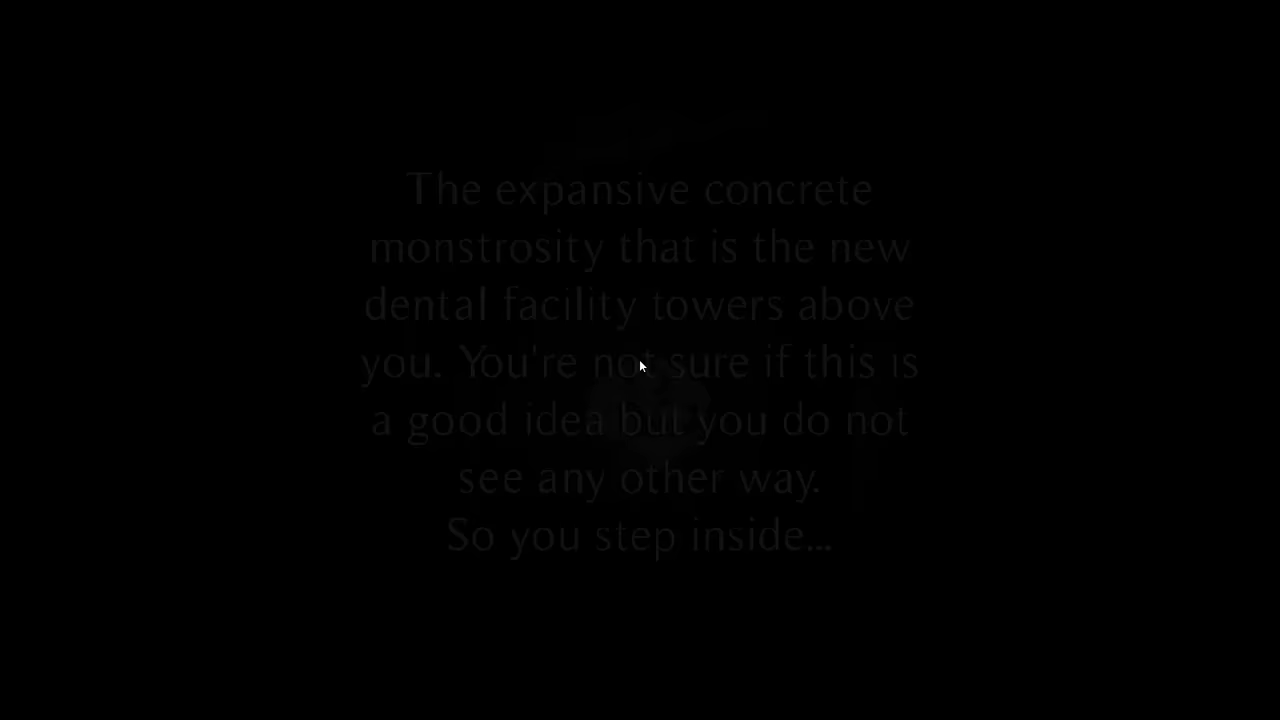 The expansive concrete
monstrosity that is the new
dental facility towers above
you. You're not sure if this is
a good idea but you do not
see any other way.
So you step inside...